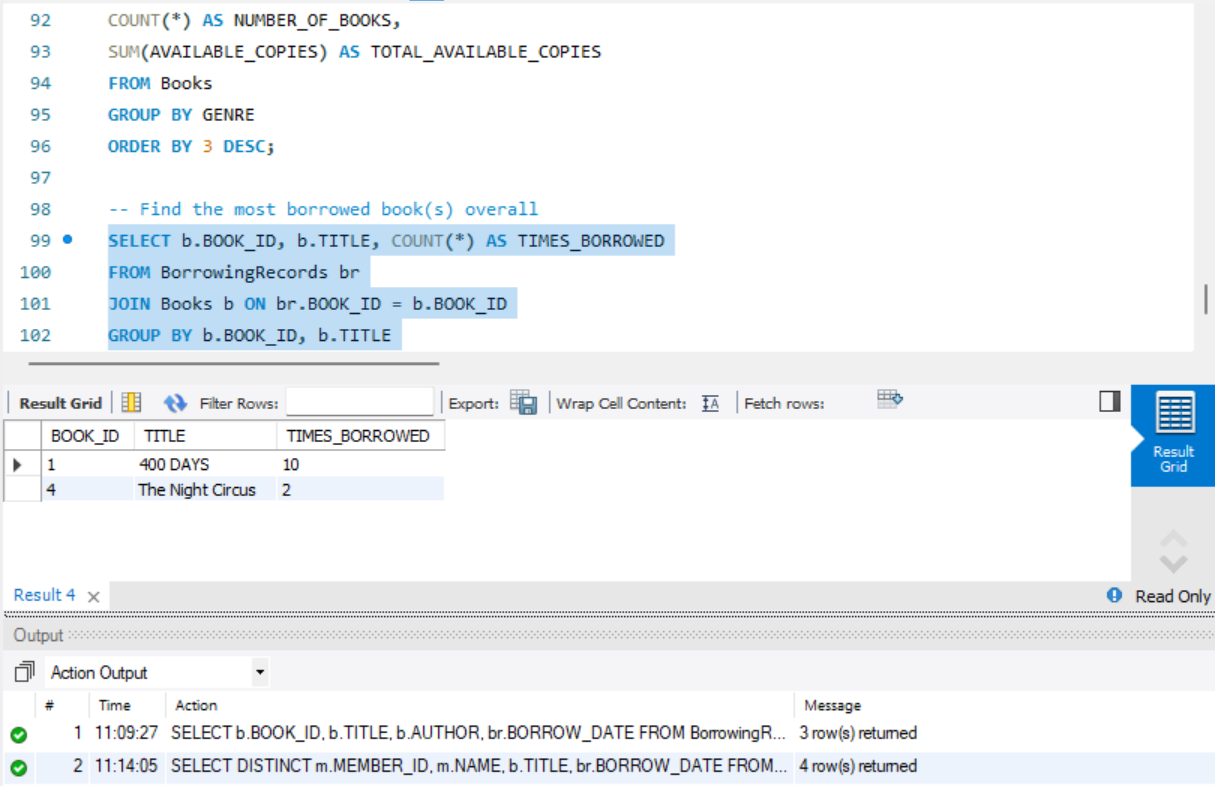 92 COUNT(*) AS NUMBER_OF_BOOKS,
93 SUM(AVAILABLE_COPIES) AS TOTAL_AVAILABLE_COPIES
94 FROM Books
95 GROUP BY GENRE
96 ORDER BY 3 DESC;
97
98 -- Find the most borrowed book(s) overall
99 SELECT b.BOOK_ID, b.TITLE, COUNT(*) AS TIMES_BORROWED
100 FROM BorrowingRecords br
101 JOIN Books b ON br.BOOK_ID = b.BOOK_ID
102 GROUP BY b.BOOK_ID, b.TITLE
Result Grid Filter Rows: Export: Wrap Cell Content: Fetch rows:
BOOK_ID TITLE TIMES_BORROWED
1 400 DAYS 10
4 The Night Circus 2
Result
Grid
Result 4 Read Only
Output
Action Output
# Time Action Message
1 11:09:27 SELECT b.BOOK_ID, b.TITLE, b.AUTHOR, br.BORROW_DATE FROM BorrowingR... 3 row(s) returned
2 11:14:05 SELECT DISTINCT m.MEMBER_ID, m.NAME, b.TITLE, br.BORROW_DATE FROM... 4 row(s) returned